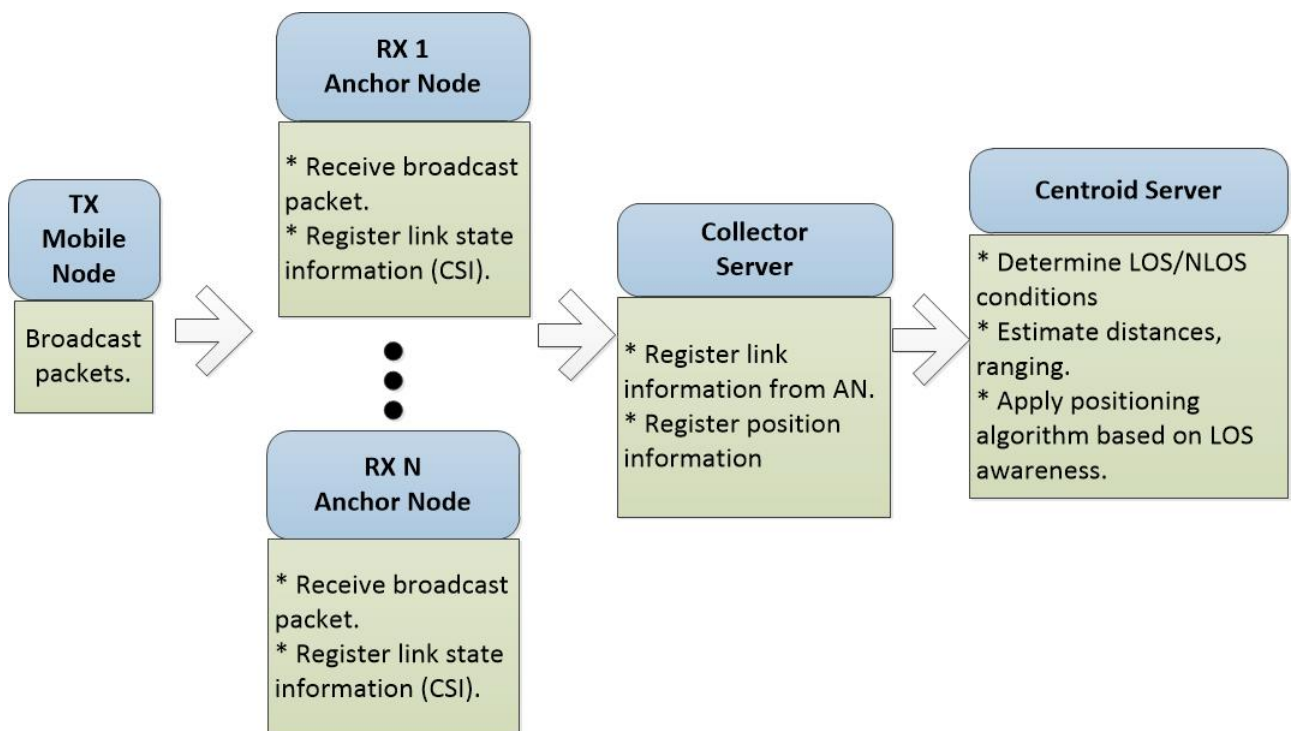 TX
Mobile
Node
Broadcast
packets.
RX 1
Anchor Node
* Receive broadcast
packet.
* Register link state
information (CSI).
RX N
Anchor Node
* Receive broadcast
packet.
* Register link state
information (CSI).
Collector
Server
* Register link
information from AN.
* Register position
information
Centroid Server
* Determine LOS/NLOS
conditions
* Estimate distances,
ranging.
* Apply positioning
algorithm based on LOS
awareness.